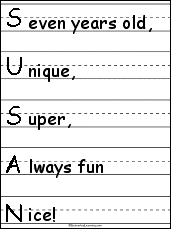 Seven years old,
Unique,
Super,
Always fun
Nice!